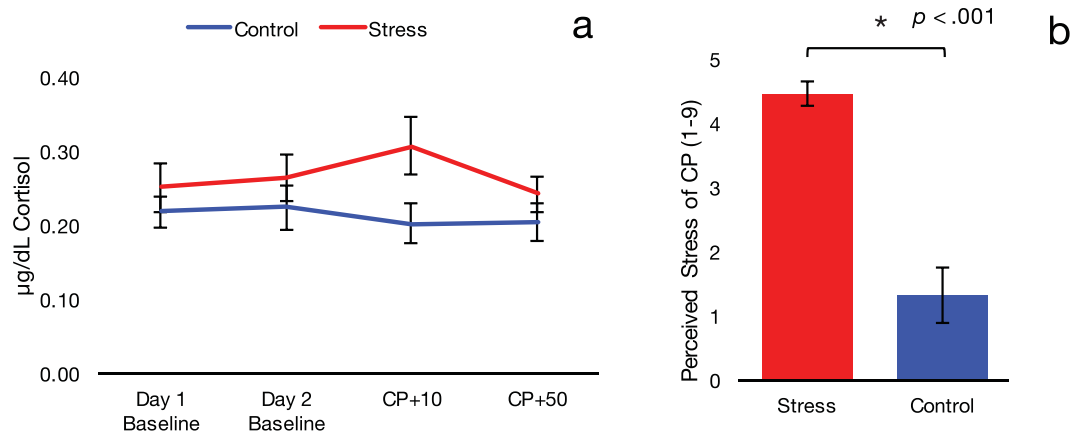 Control Stress
a
µg/dL Cortisol
0.40
0.30
0.20
0.10
0.00
Day 1
Baseline
Day 2
Baseline
CP+10
CP+50
b
* p < .001
Perceived Stress of CP (1-9)
5
4
3
2
1
0
Stress
Control